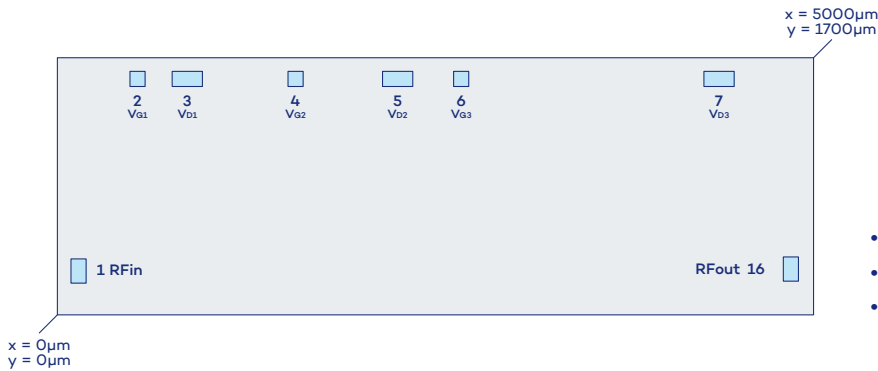 x = 5000µm
y = 1700µm
2 3 4 5 6 7
VG1 VD1 VG2 VD2 VG3 VD3
1 RFin
RFout 16
x = 0µm
y = 0µm